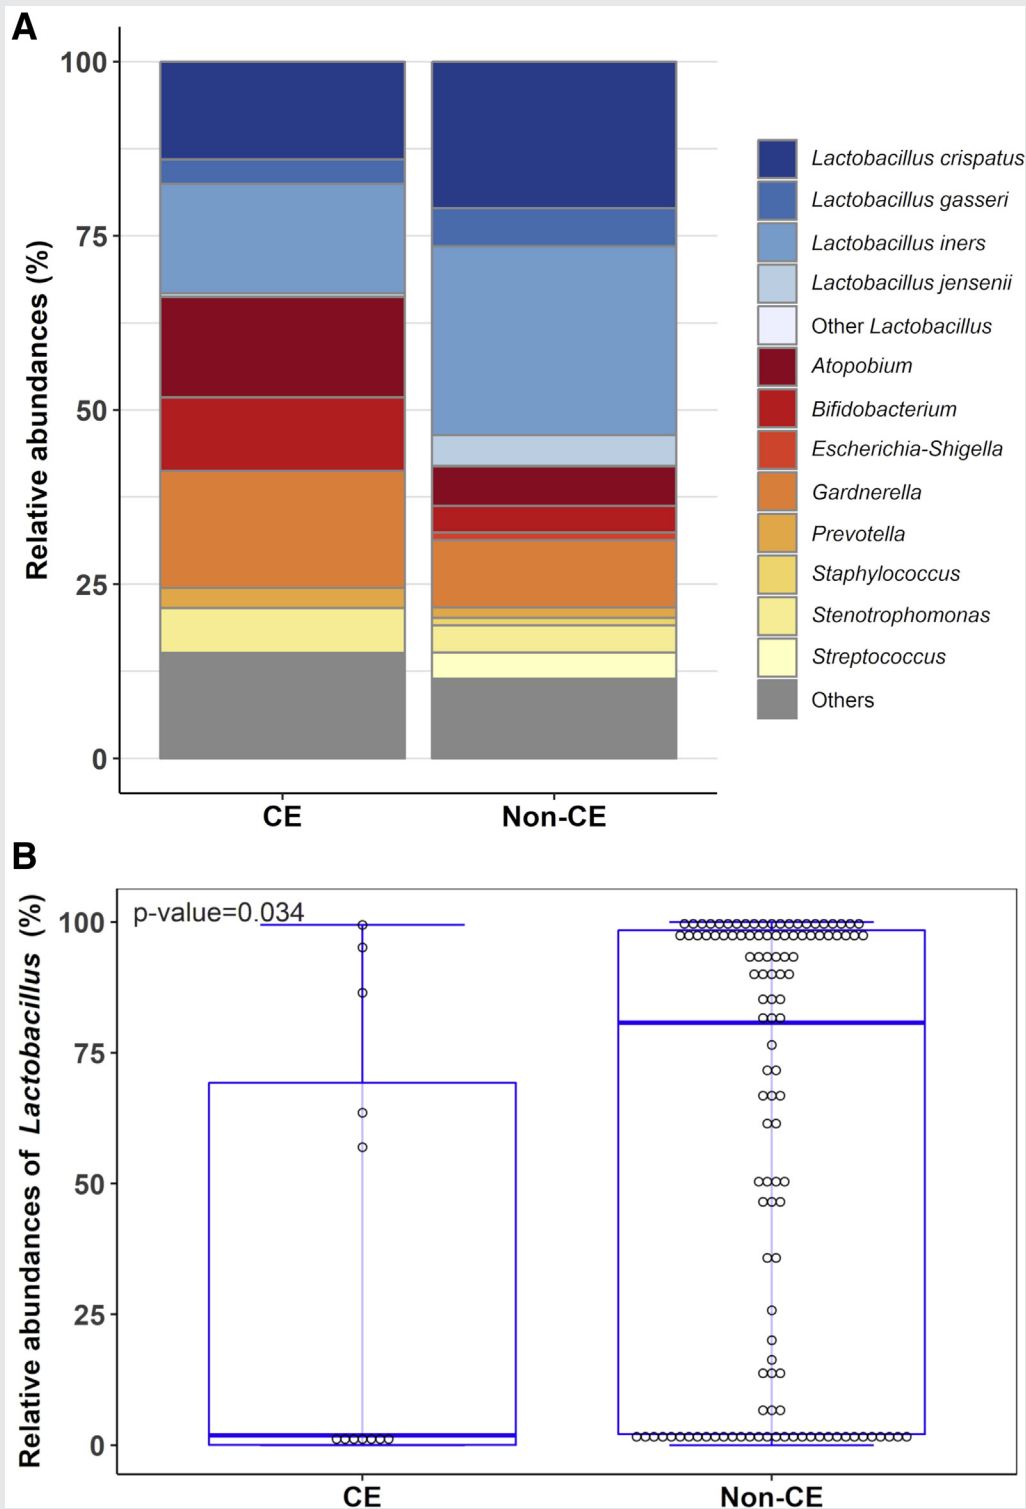 A
Relative abundances (%)
100
75
50
25
0
CE
Non-CE
Lactobacillus crispatus
Lactobacillus gasseri
Lactobacillus iners
Lactobacillus jensenii
Other Lactobacillus
Atopobium
Bifidobacterium
Escherichia-Shigella
Gardnerella
Prevotella
Staphylococcus
Stenotrophomonas
Streptococcus
Others
B
Relative abundances of Lactobacillus (%)
p-value=0.034
100
75
50
25
0
CE
Non-CE